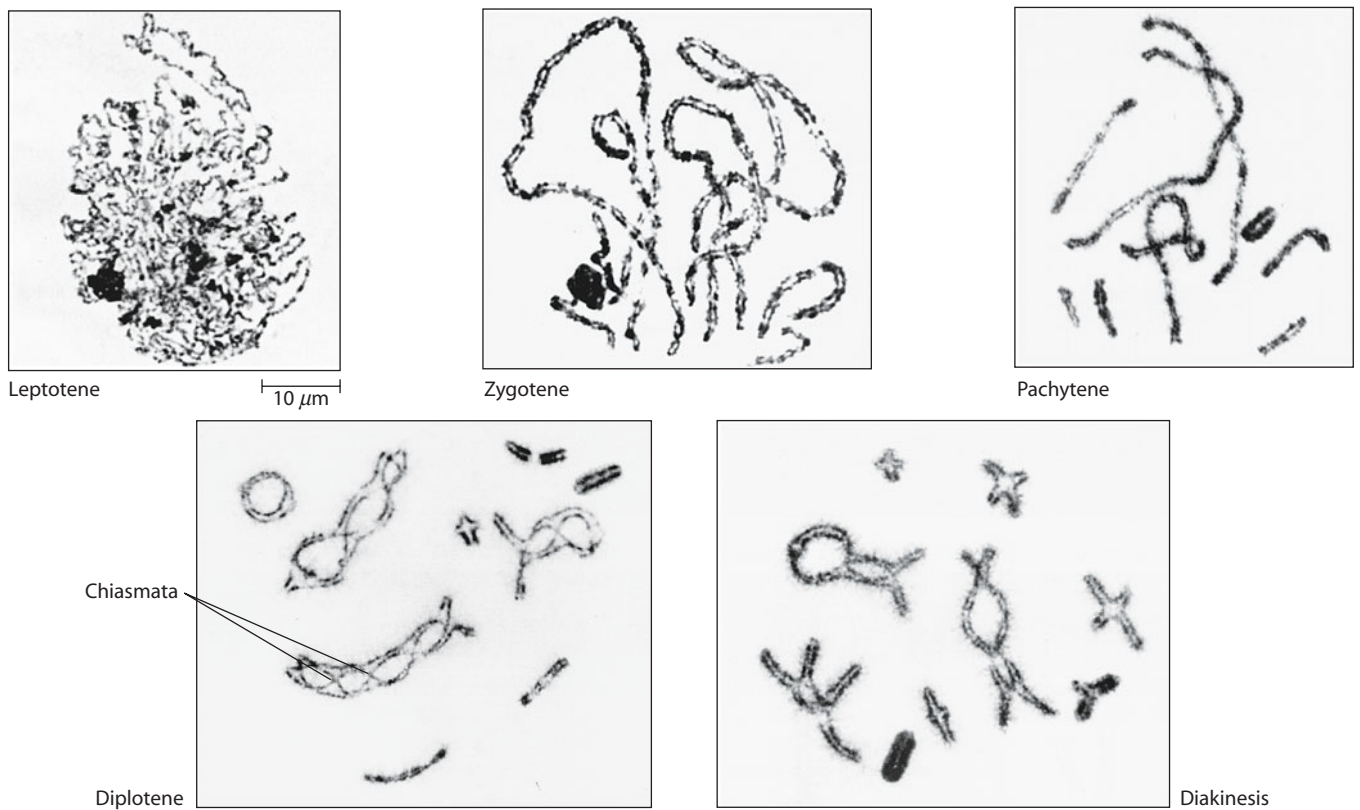 Leptotene
10 μm
Zygotene
Pachytene
Chiasmata
Diplotene
Diakinesis